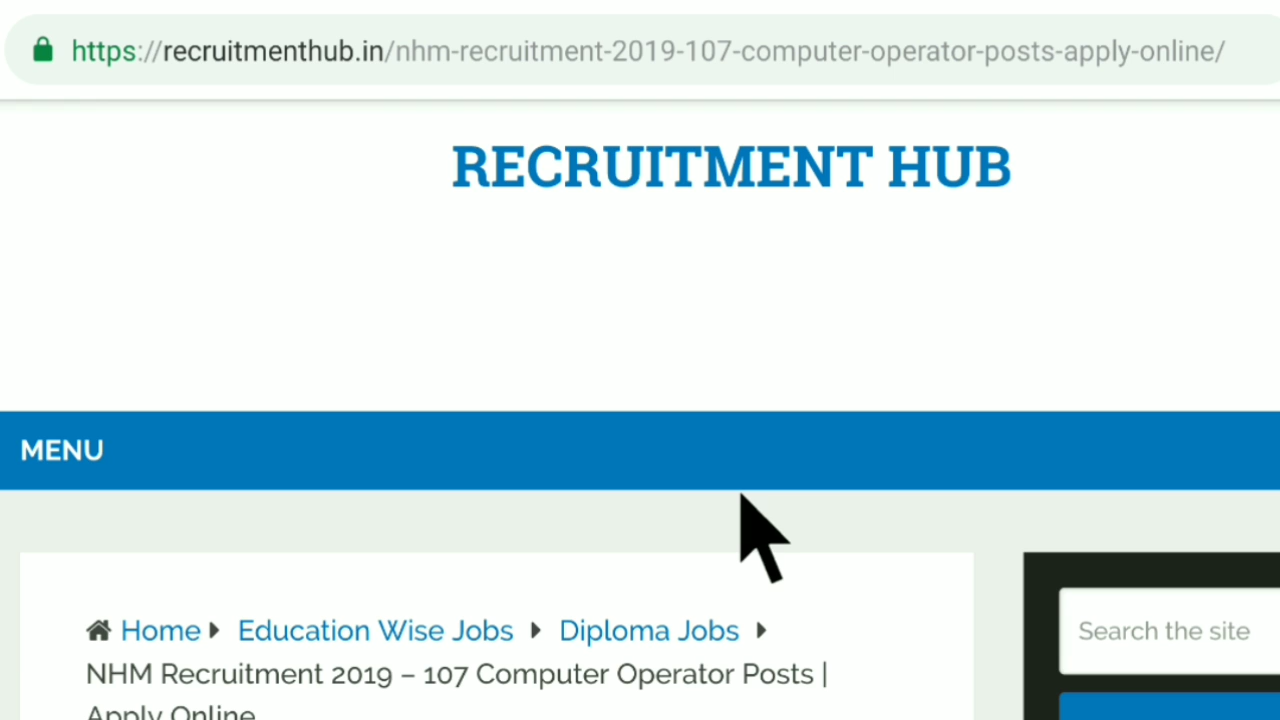 https://recruitmenthub.in/nhm-recruitment-2019-107-computer-operator-posts-apply-online/
RECRUITMENT HUB
MENU
Home Education Wise Jobs Diploma Jobs
NHM Recruitment 2019 – 107 Computer Operator Posts |
Apply Online
Search the site